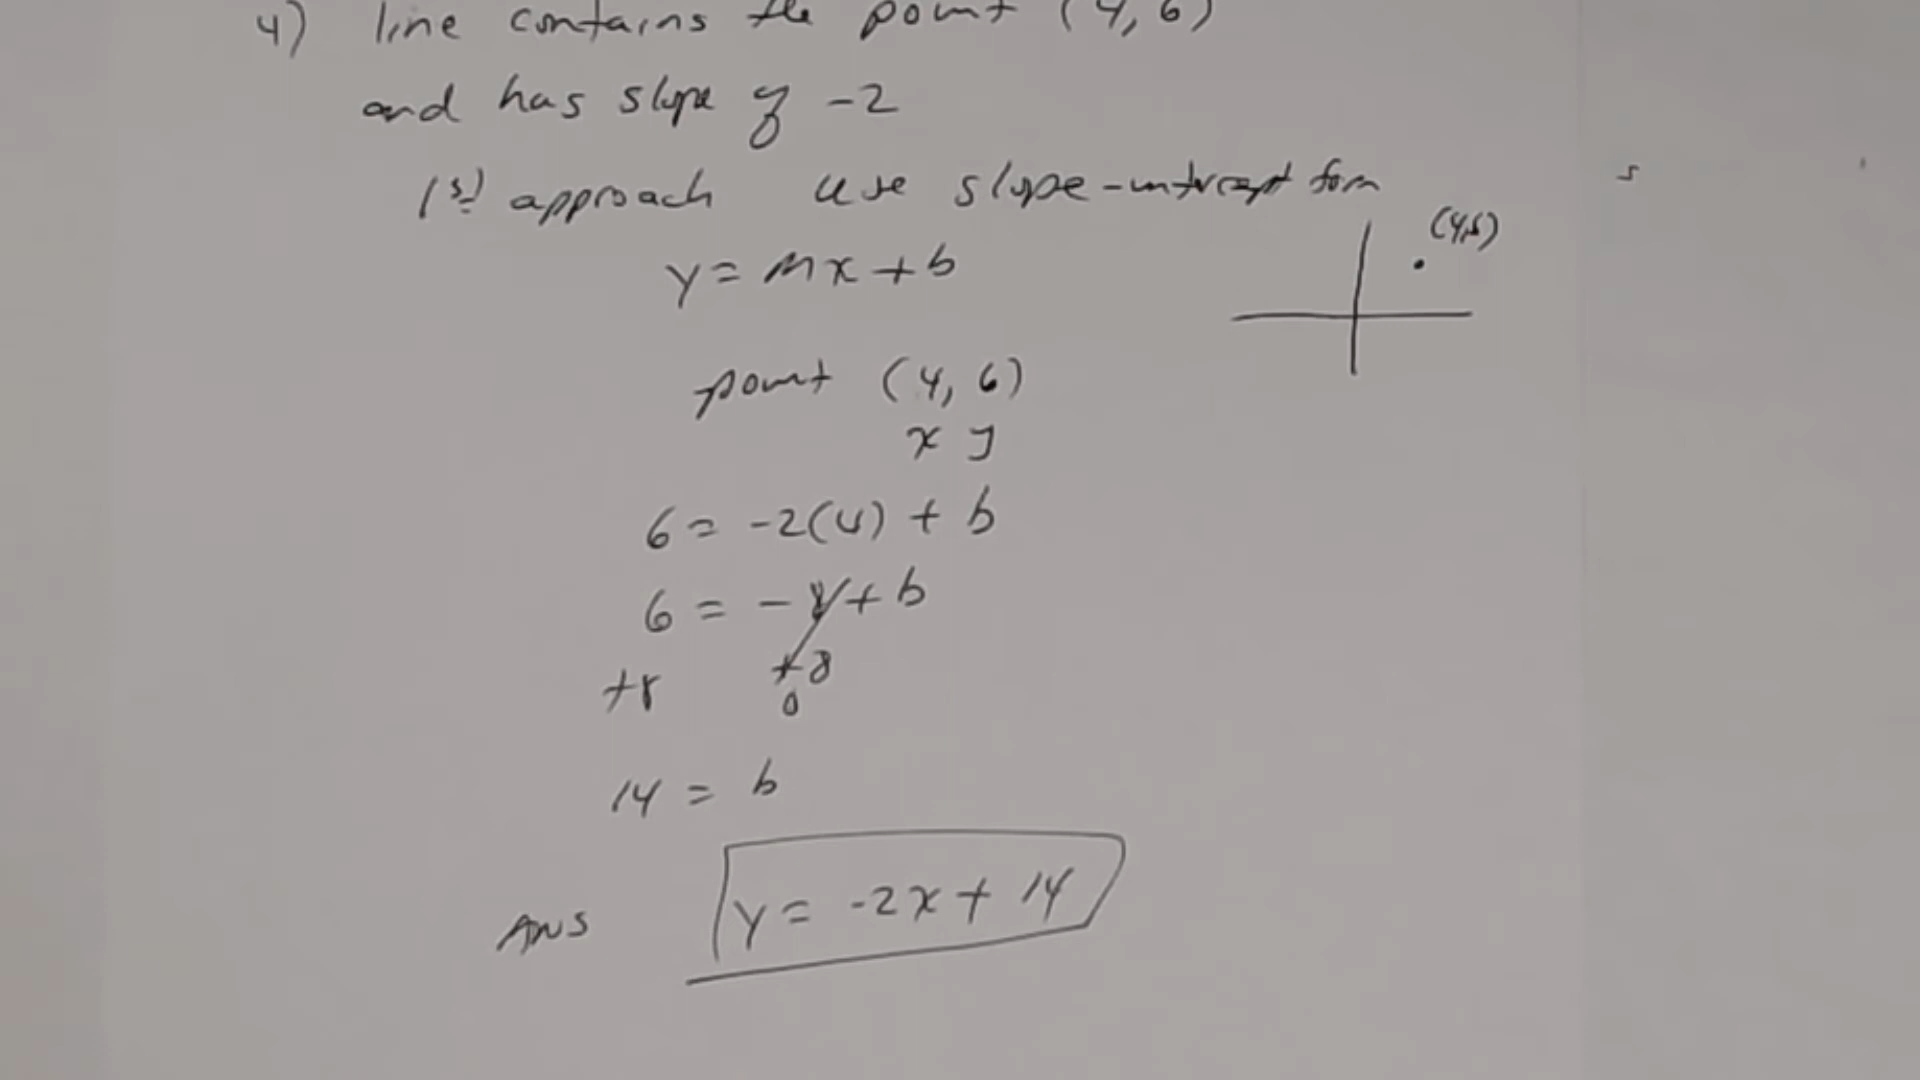 4) line contains the point (4, 6)
and has slope of -2
1st approach use slope-intercept form
(4,6)
y = mx + b
point (4, 6)
x y
6 = -2(4) + b
6 = -8 + b
+8 +8
0
14 = b
Ans y = -2x + 14